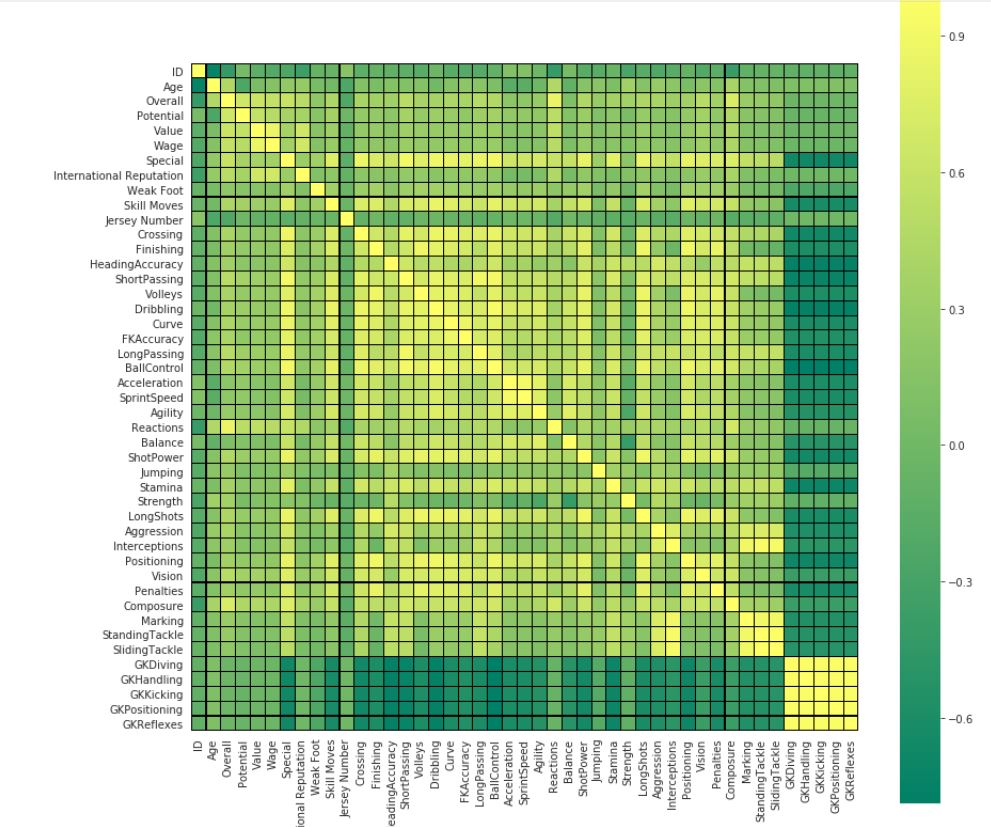 ID
Age
Overall
Potential
Value
Wage
Special
International Reputation
Weak Foot
Skill Moves
Jersey Number
Crossing
Finishing
HeadingAccuracy
ShortPassing
Volleys
Dribbling
Curve
FKAccuracy
LongPassing
BallControl
Acceleration
SprintSpeed
Agility
Reactions
Balance
ShotPower
Jumping
Stamina
Strength
LongShots
Aggression
Interceptions
Positioning
Vision
Penalties
Composure
Marking
StandingTackle
SlidingTackle
GKDiving
GKHandling
GKKicking
GKPositioning
GKReflexes
ID
Age
Overall
Potential
Value
Wage
Special
ional Reputation
Weak Foot
Skill Moves
Jersey Number
Crossing
Finishing
eadingAccuracy
ShortPassing
Volleys
Dribbling
Curve
FKAccuracy
LongPassing
BallControl
Acceleration
SprintSpeed
Agility
Reactions
Balance
ShotPower
Jumping
Stamina
Strength
LongShots
Aggression
Interceptions
Positioning
Vision
Penalties
Composure
Marking
StandingTackle
SlidingTackle
GKDiving
GKHandling
GKKicking
GKPositioning
GKReflexes
0.9
0.6
0.3
0.0
−0.3
−0.6